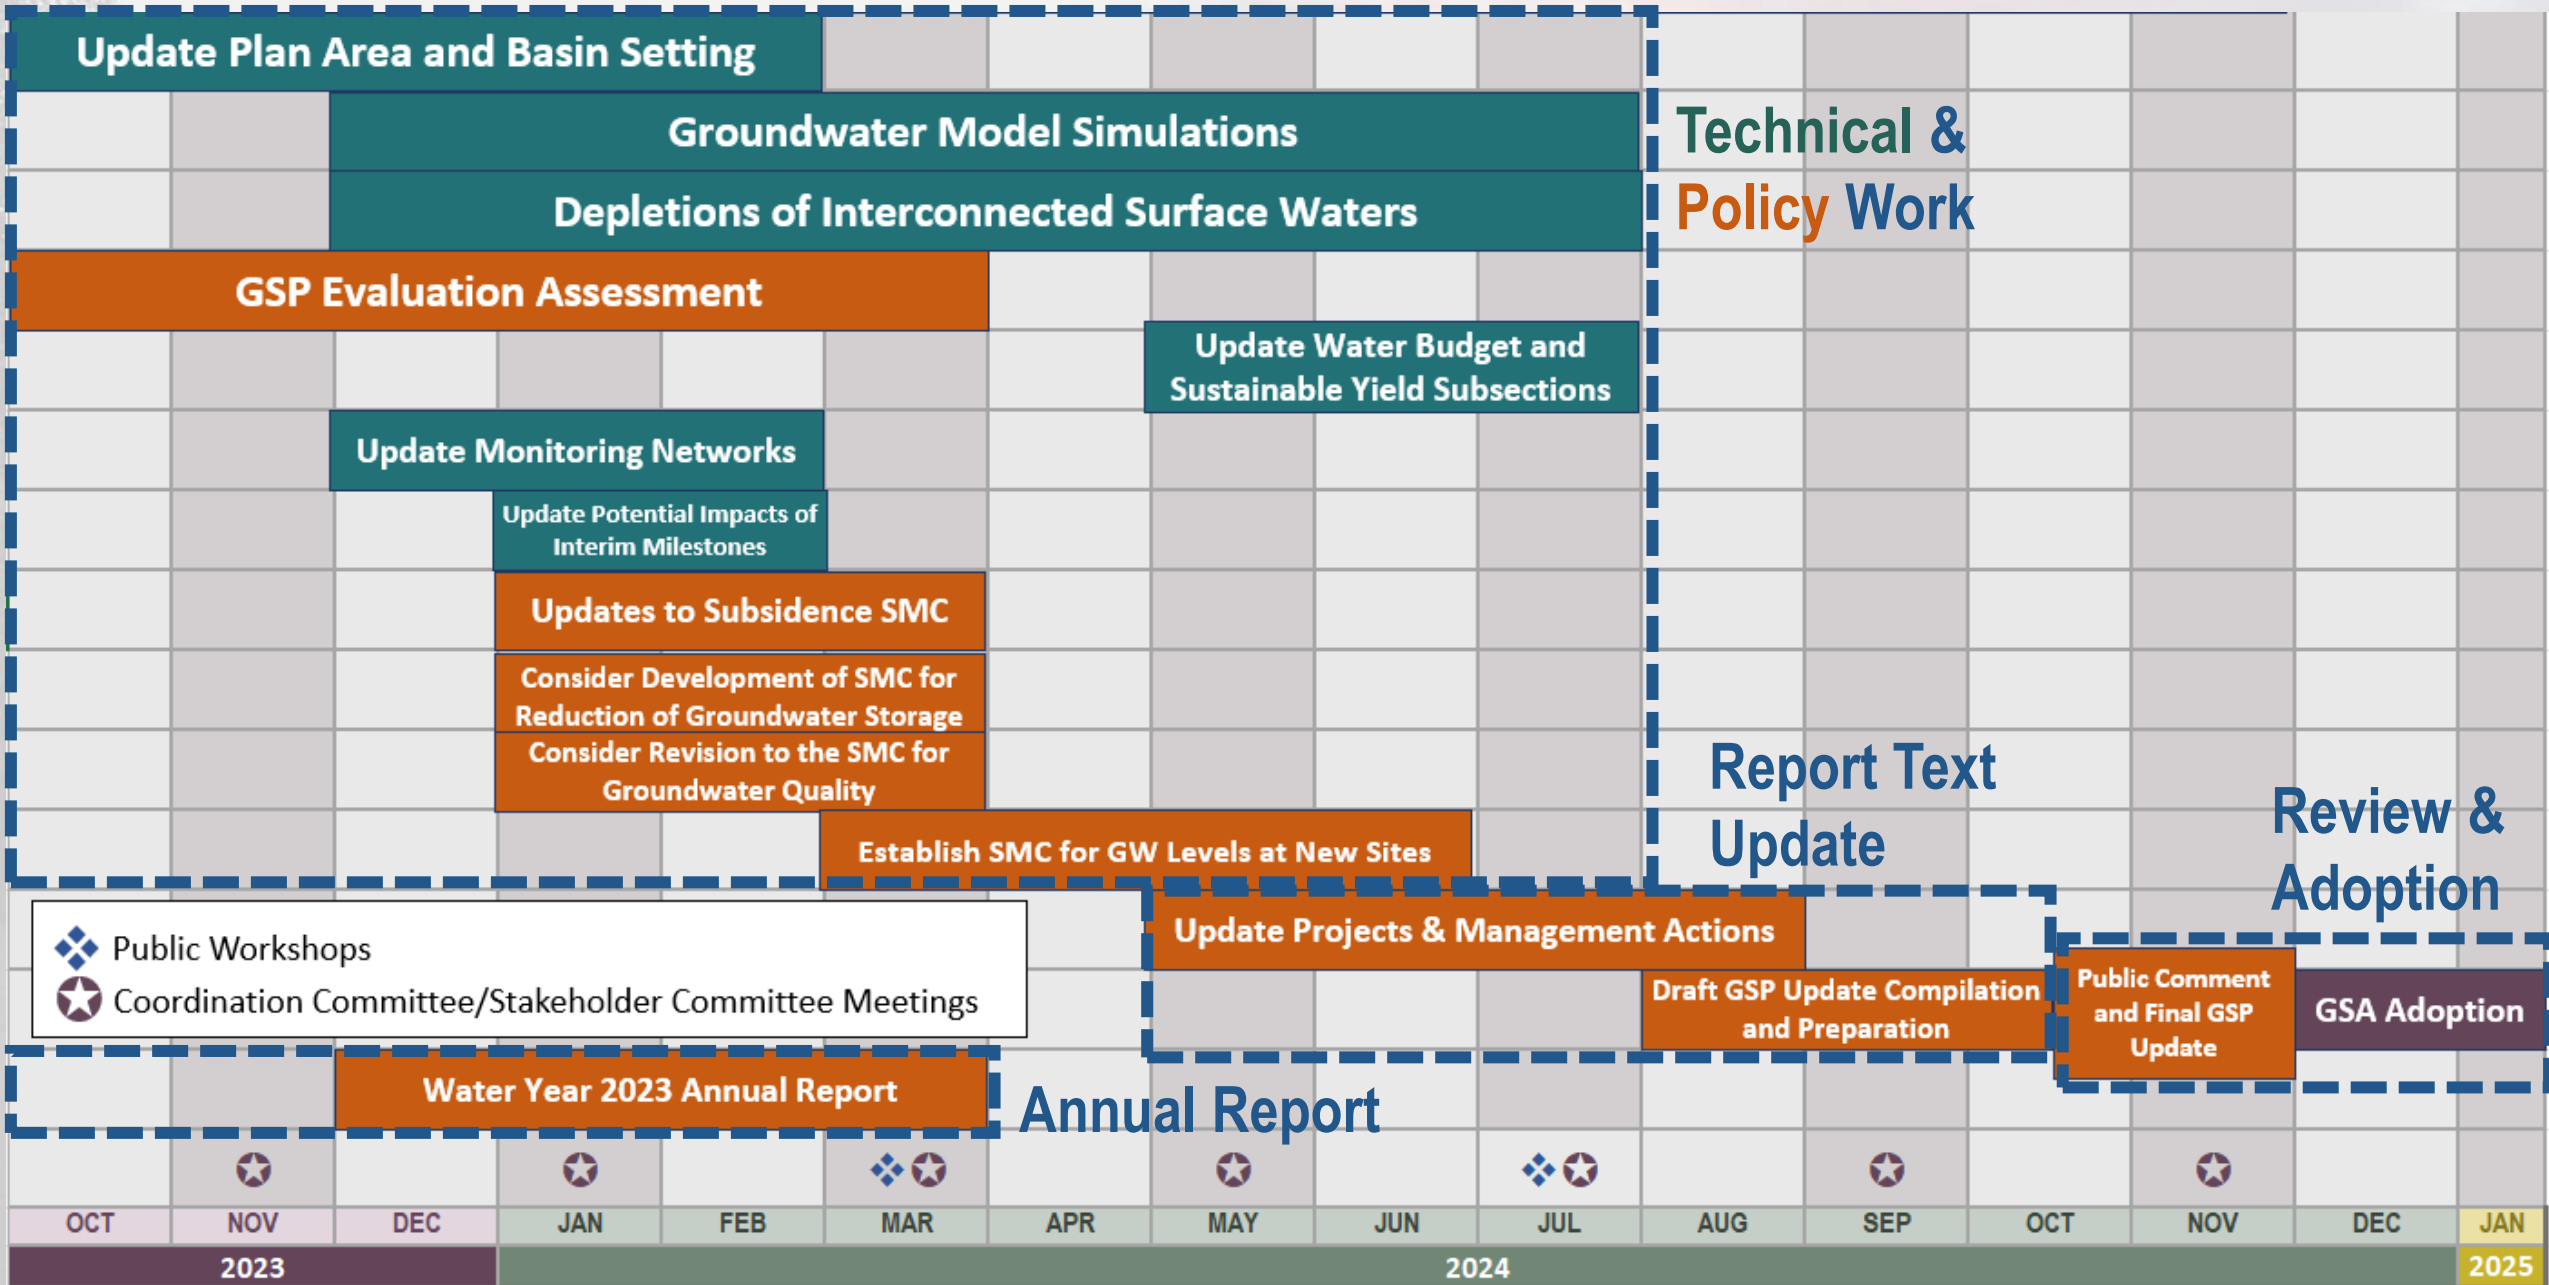 Update Plan Area and Basin Setting
Groundwater Model Simulations
Technical &
Policy Work
Depletions of Interconnected Surface Waters
GSP Evaluation Assessment
Update Water Budget and
Sustainable Yield Subsections
Update Monitoring Networks
Update Potential Impacts of
Interim Milestones
Updates to Subsidence SMC
Consider Development of SMC for
Reduction of Groundwater Storage
Consider Revision to the SMC for
Groundwater Quality
Report Text
Update
Review &
Adoption
Establish SMC for GW Levels at New Sites
Public Workshops
Coordination Committee/Stakeholder Committee Meetings
Update Projects & Management Actions
Draft GSP Update Compilation
and Preparation
Public Comment
and Final GSP
Update
GSA Adoption
Water Year 2023 Annual Report
Annual Report
OCT NOV DEC JAN FEB MAR APR MAY JUN JUL AUG SEP OCT NOV DEC JAN
2023 2024 2025